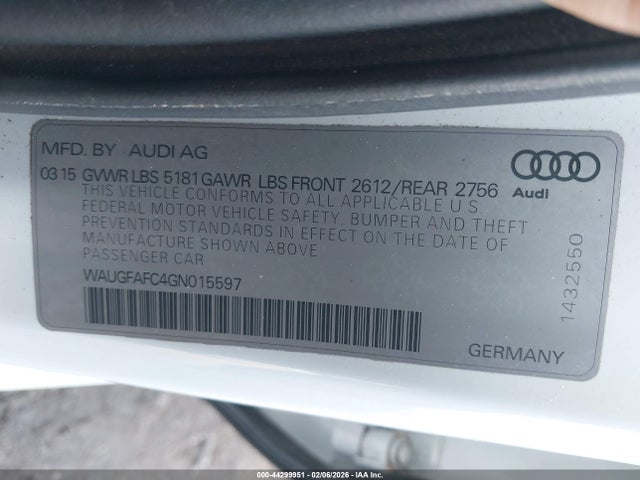 MFD. BY AUDI AG
03 15 GVWR LBS 5181 GAWR LBS FRONT 2612/REAR 2756
THIS VEHICLE CONFORMS TO ALL APPLICABLE U.S.
FEDERAL MOTOR VEHICLE SAFETY, BUMPER AND THEFT
PREVENTION STANDARDS IN EFFECT ON THE DATE OF
MANUFACTURE SHOWN ABOVE
PASSENGER CAR
WAUGFAFC4GN015597
Audi
1432550
GERMANY
000-44299951 - 02/06/2026 - 04270
IAA Inc.